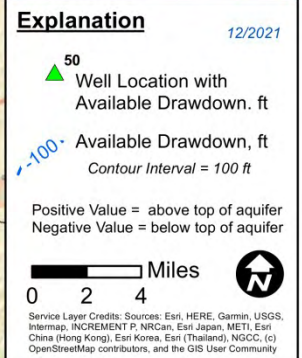 Explanation
12/2021
50
Well Location with
Available Drawdown. ft
-100-
Available Drawdown, ft
Contour Interval = 100 ft
Positive Value = above top of aquifer
Negative Value = below top of aquifer
Miles
0 2 4
N
Service Layer Credits: Sources: Esri, HERE, Garmin, USGS,
Intermap, INCREMENT P, NRCan, Esri Japan, METI, Esri
China (Hong Kong), Esri Korea, Esri (Thailand), NGCC, (c)
OpenStreetMap contributors, and the GIS User Community